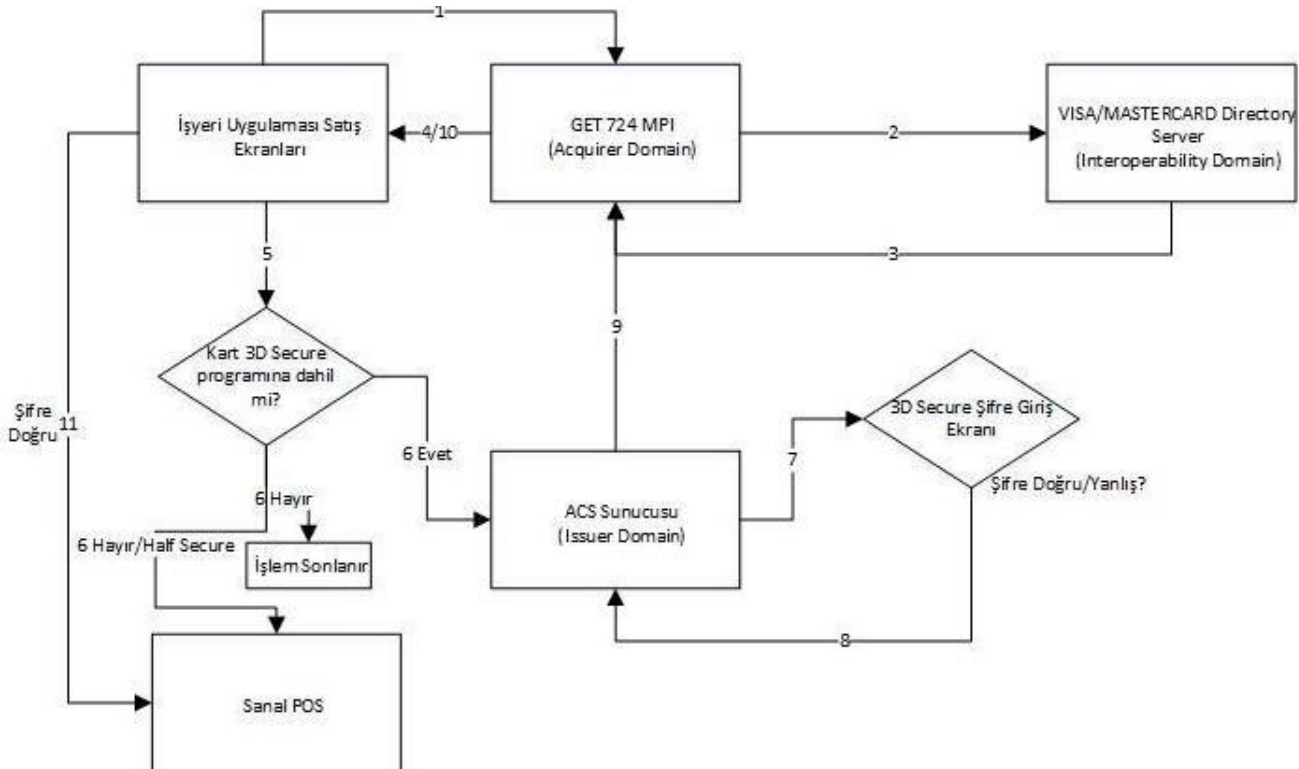 1
İşyeri Uygulaması Satış
Ekranları
4/10
GET 724 MPI
(Acquirer Domain)
2
VISA/MASTERCARD Directory
Server
(Interoperability Domain)
5
3
9
Kart 3D Secure
programına dahil
mi?
Şifre
Doğru
11
6 Evet
7
3D Secure Şifre Giriş
Ekranı
Şifre Doğru/Yanlış?
6 Hayır
6 Hayır/Half Secure
İşlem Sonlanır
ACS Sunucusu
(Issuer Domain)
8
Sanal POS